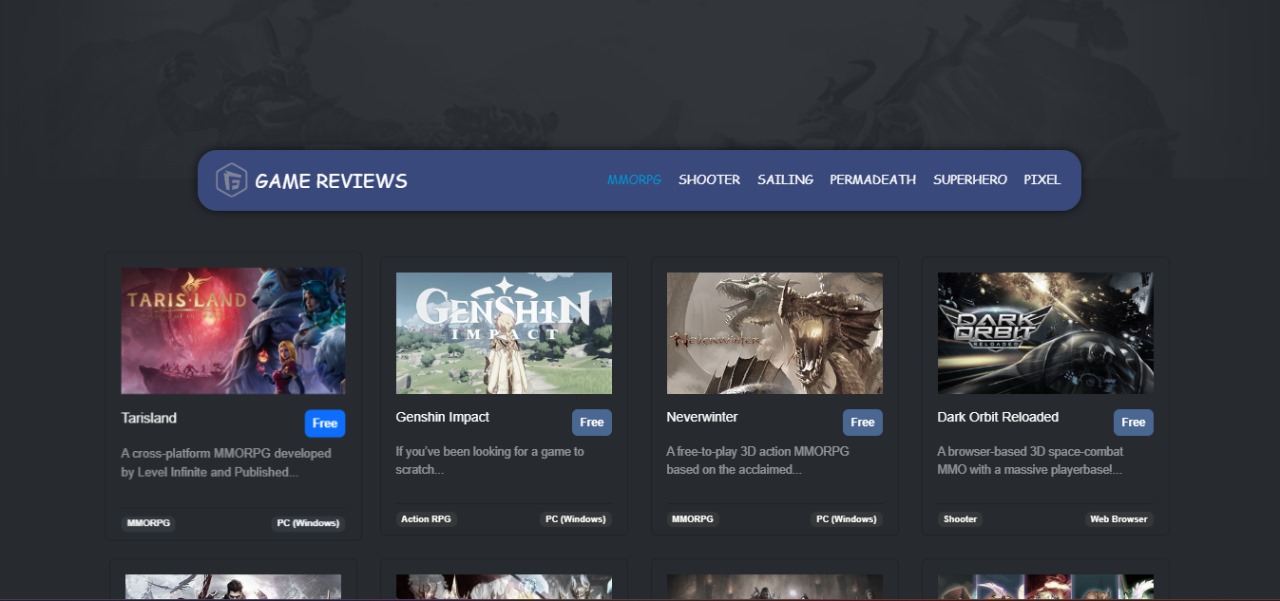 GAME REVIEWS
MMORPG SHOOTER SAILING PERMADEATH SUPERHERO PIXEL
TARISLAND
GENSHIN
IMPACT
NEVERWINTER
DARK
ORBIT
RELOADED
Tarisland
Free
A cross-platform MMORPG developed
by Level Infinite and Published...
MMORPG PC (Windows)
Genshin Impact
Free
If you've been looking for a game to
scratch...
Action RPG PC (Windows)
Neverwinter
Free
A free-to-play 3D action MMORPG
based on the acclaimed...
MMORPG PC (Windows)
Dark Orbit Reloaded
Free
A browser-based 3D space-combat
MMO with a massive playerbase!...
Shooter Web Browser